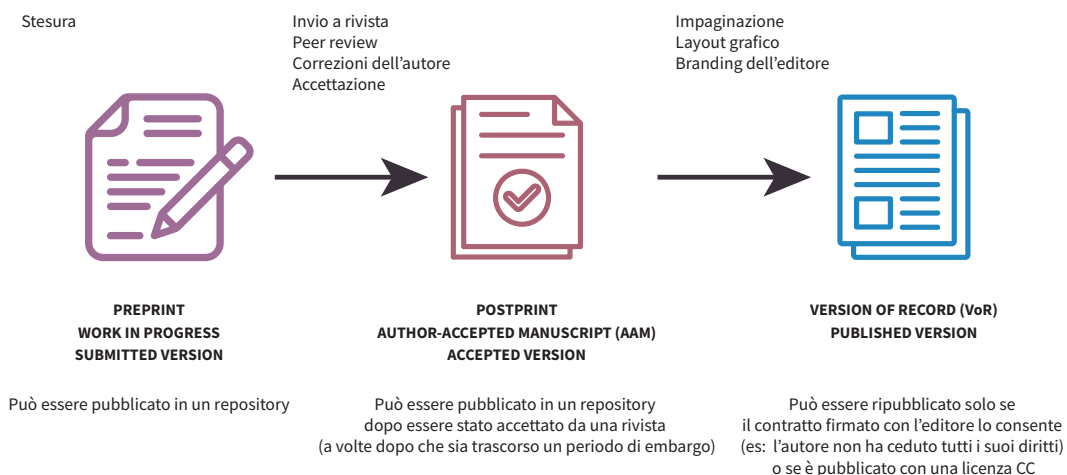 Stesura
Invio a rivista
Peer review
Correzioni dell'autore
Accettazione
Impaginazione
Layout grafico
Branding dell'editore
PREPRINT
WORK IN PROGRESS
SUBMITTED VERSION
POSTPRINT
AUTHOR-ACCEPTED MANUSCRIPT (AAM)
ACCEPTED VERSION
VERSION OF RECORD (VoR)
PUBLISHED VERSION
Può essere pubblicato in un repository
Può essere pubblicato in un repository
dopo essere stato accettato da una rivista
(a volte dopo che sia trascorso un periodo di embargo)
Può essere ripubblicato solo se
il contratto firmato con l'editore lo consente
(es: l'autore non ha ceduto tutti i suoi diritti)
o se è pubblicato con una licenza CC